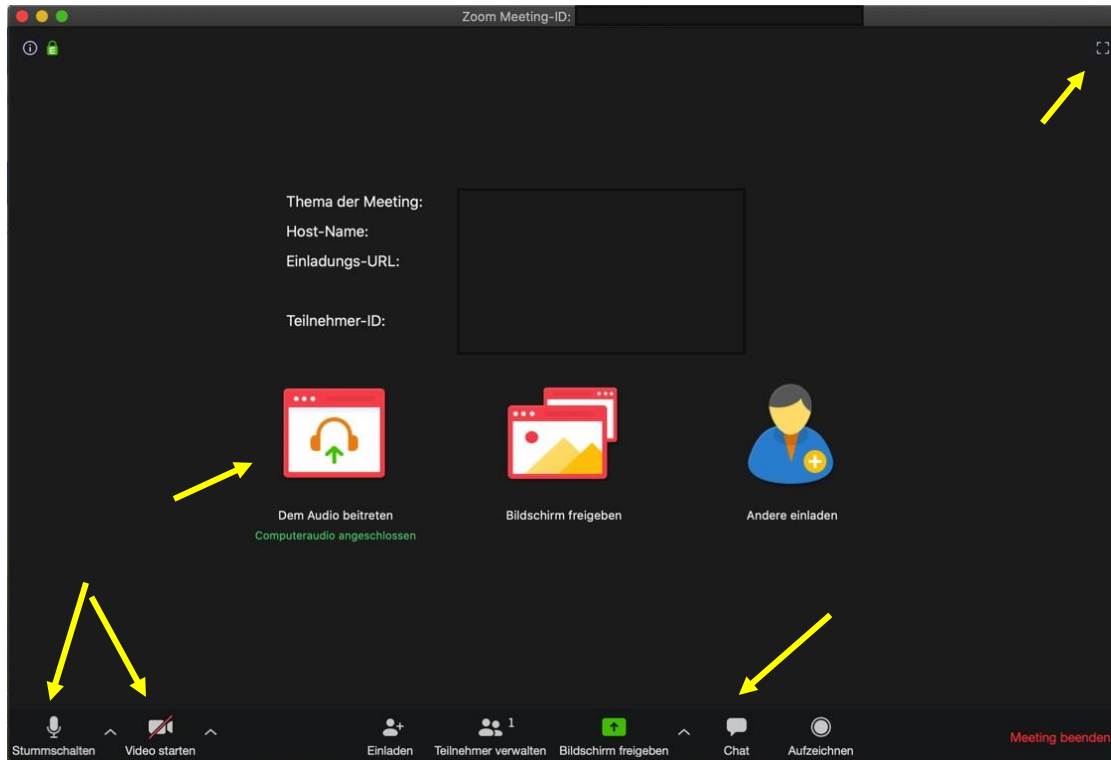 Zoom Meeting-ID:
Thema der Meeting:
Host-Name:
Einladungs-URL:
Teilnehmer-ID:
Dem Audio beitreten
Computeraudio angeschlossen
Bildschirm freigeben
Andere einladen
Stummschalten
Video starten
Einladen
1
Teilnehmer verwalten
Bildschirm freigeben
Chat
Aufzeichnen
Meeting beenden